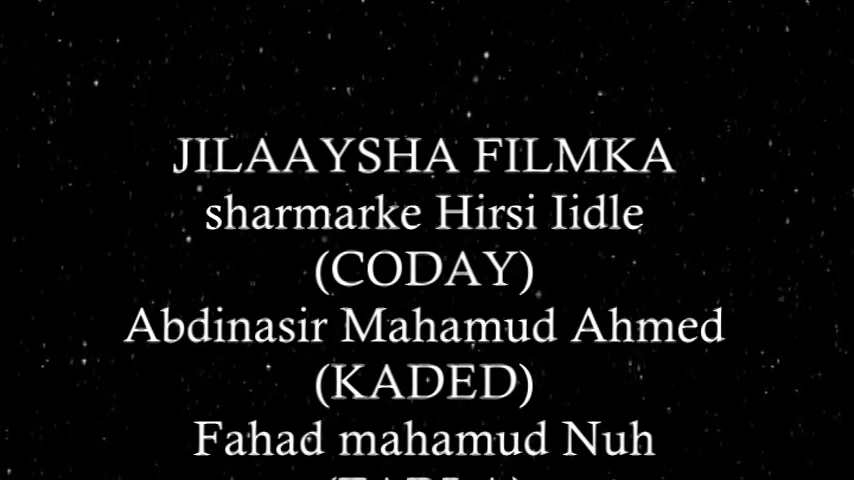 JILAAYSHA FILMKA
sharmarke Hirsi Iidle
(CODAY)
Abdinasir Mahamud Ahmed
(KADED)
Fahad mahamud Nuh